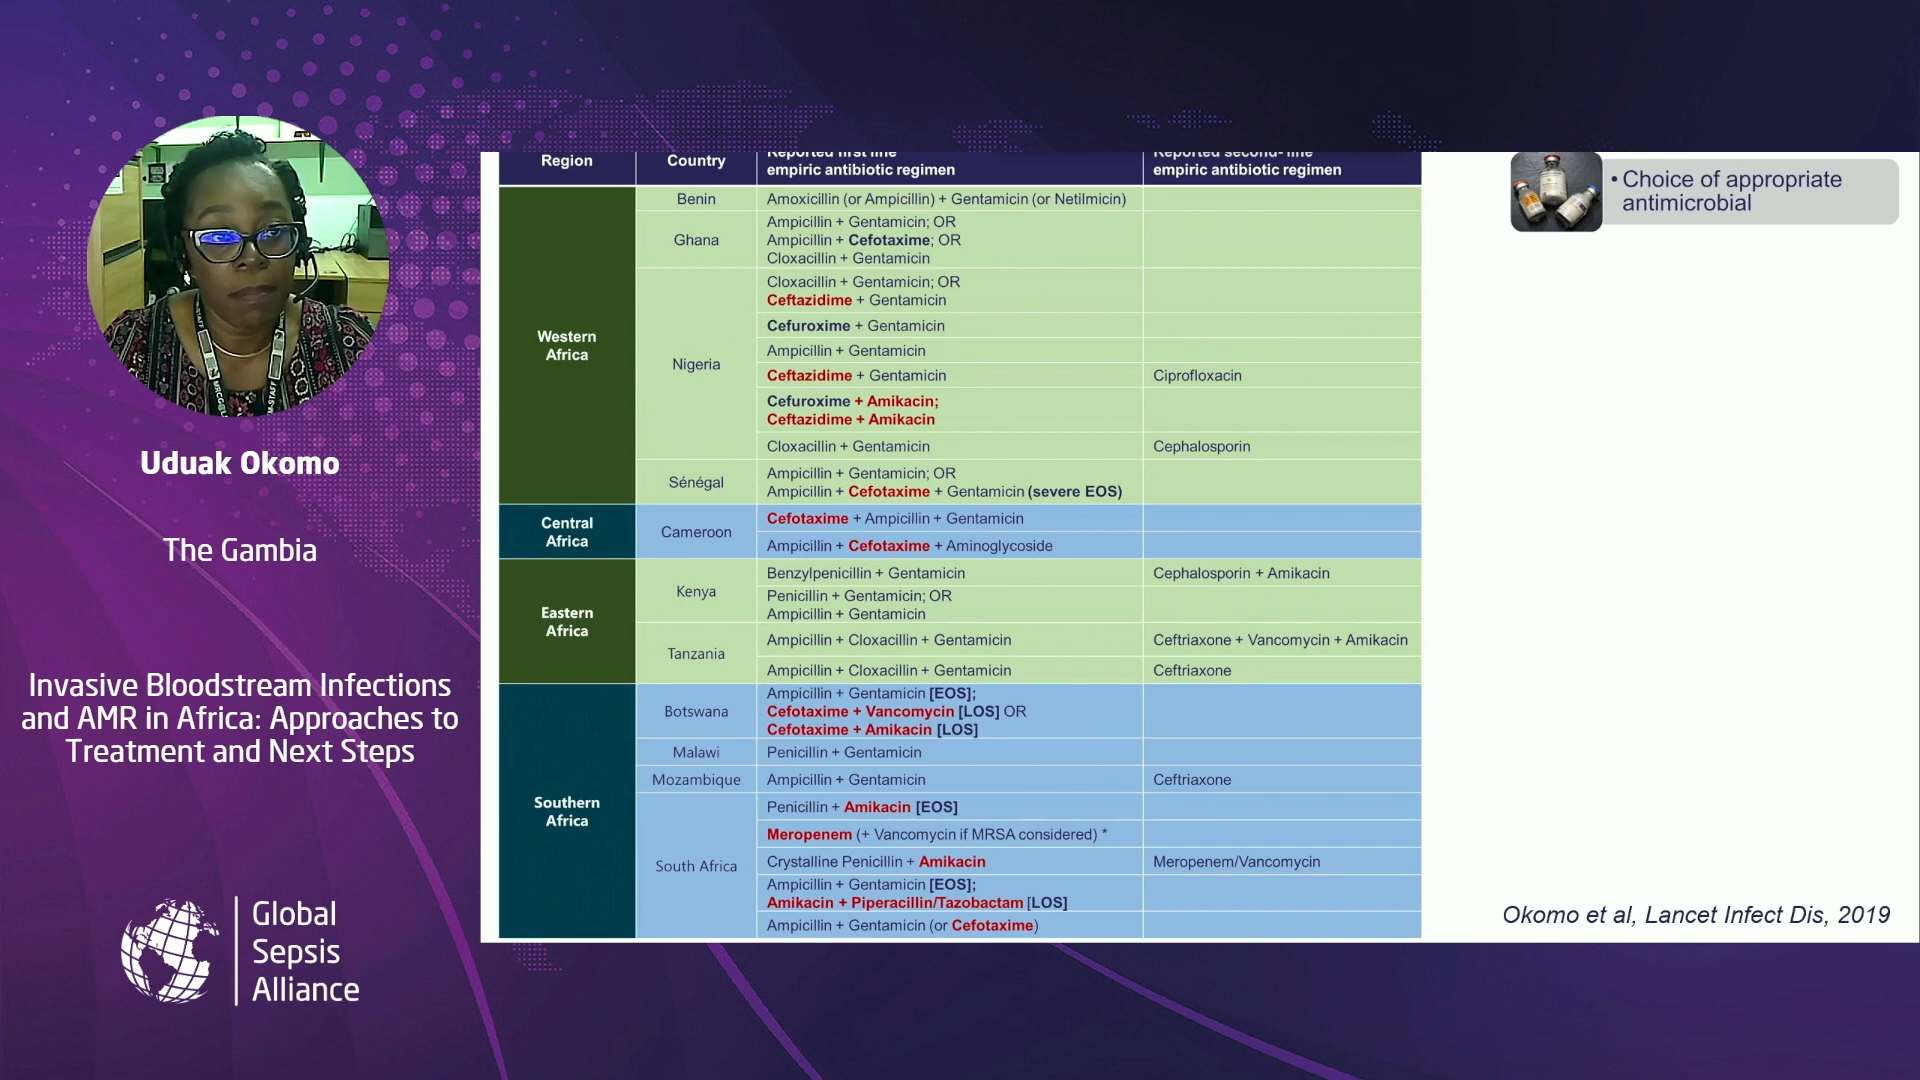 Uduak Okomo
The Gambia
Invasive Bloodstream Infections
and AMR in Africa: Approaches to
Treatment and Next Steps
Global
Sepsis
Alliance
Region
Country
Reported first line
empiric antibiotic regimen
Reported second- line
empiric antibiotic regimen
Western
Africa
Benin
Amoxicillin (or Ampicillin) + Gentamicin (or Netilmicin)
Ghana
Ampicillin + Gentamicin; OR
Ampicillin + Cefotaxime; OR
Cloxacillin + Gentamicin
Nigeria
Cloxacillin + Gentamicin; OR
Ceftazidime + Gentamicin
Cefuroxime + Gentamicin
Ampicillin + Gentamicin
Ceftazidime + Gentamicin
Ciprofloxacin
Cefuroxime + Amikacin;
Ceftazidime + Amikacin
Cloxacillin + Gentamicin
Cephalosporin
Sénégal
Ampicillin + Gentamicin; OR
Ampicillin + Cefotaxime + Gentamicin (severe EOS)
Central
Africa
Cameroon
Cefotaxime + Ampicillin + Gentamicin
Ampicillin + Cefotaxime + Aminoglycoside
Eastern
Africa
Kenya
Benzylpenicillin + Gentamicin
Cephalosporin + Amikacin
Penicillin + Gentamicin; OR
Ampicillin + Gentamicin
Tanzania
Ampicillin + Cloxacillin + Gentamicin
Ceftriaxone + Vancomycin + Amikacin
Ampicillin + Cloxacillin + Gentamicin
Ceftriaxone
Southern
Africa
Botswana
Ampicillin + Gentamicin [EOS];
Cefotaxime + Vancomycin [LOS] OR
Cefotaxime + Amikacin [LOS]
Malawi
Penicillin + Gentamicin
Mozambique
Ampicillin + Gentamicin
Ceftriaxone
South Africa
Penicillin + Amikacin [EOS]
Meropenem (+ Vancomycin if MRSA considered) *
Crystalline Penicillin + Amikacin
Meropenem/Vancomycin
Ampicillin + Gentamicin [EOS];
Amikacin + Piperacillin/Tazobactam [LOS]
Ampicillin + Gentamicin (or Cefotaxime)
• Choice of appropriate
antimicrobial
Okomo et al, Lancet Infect Dis, 2019